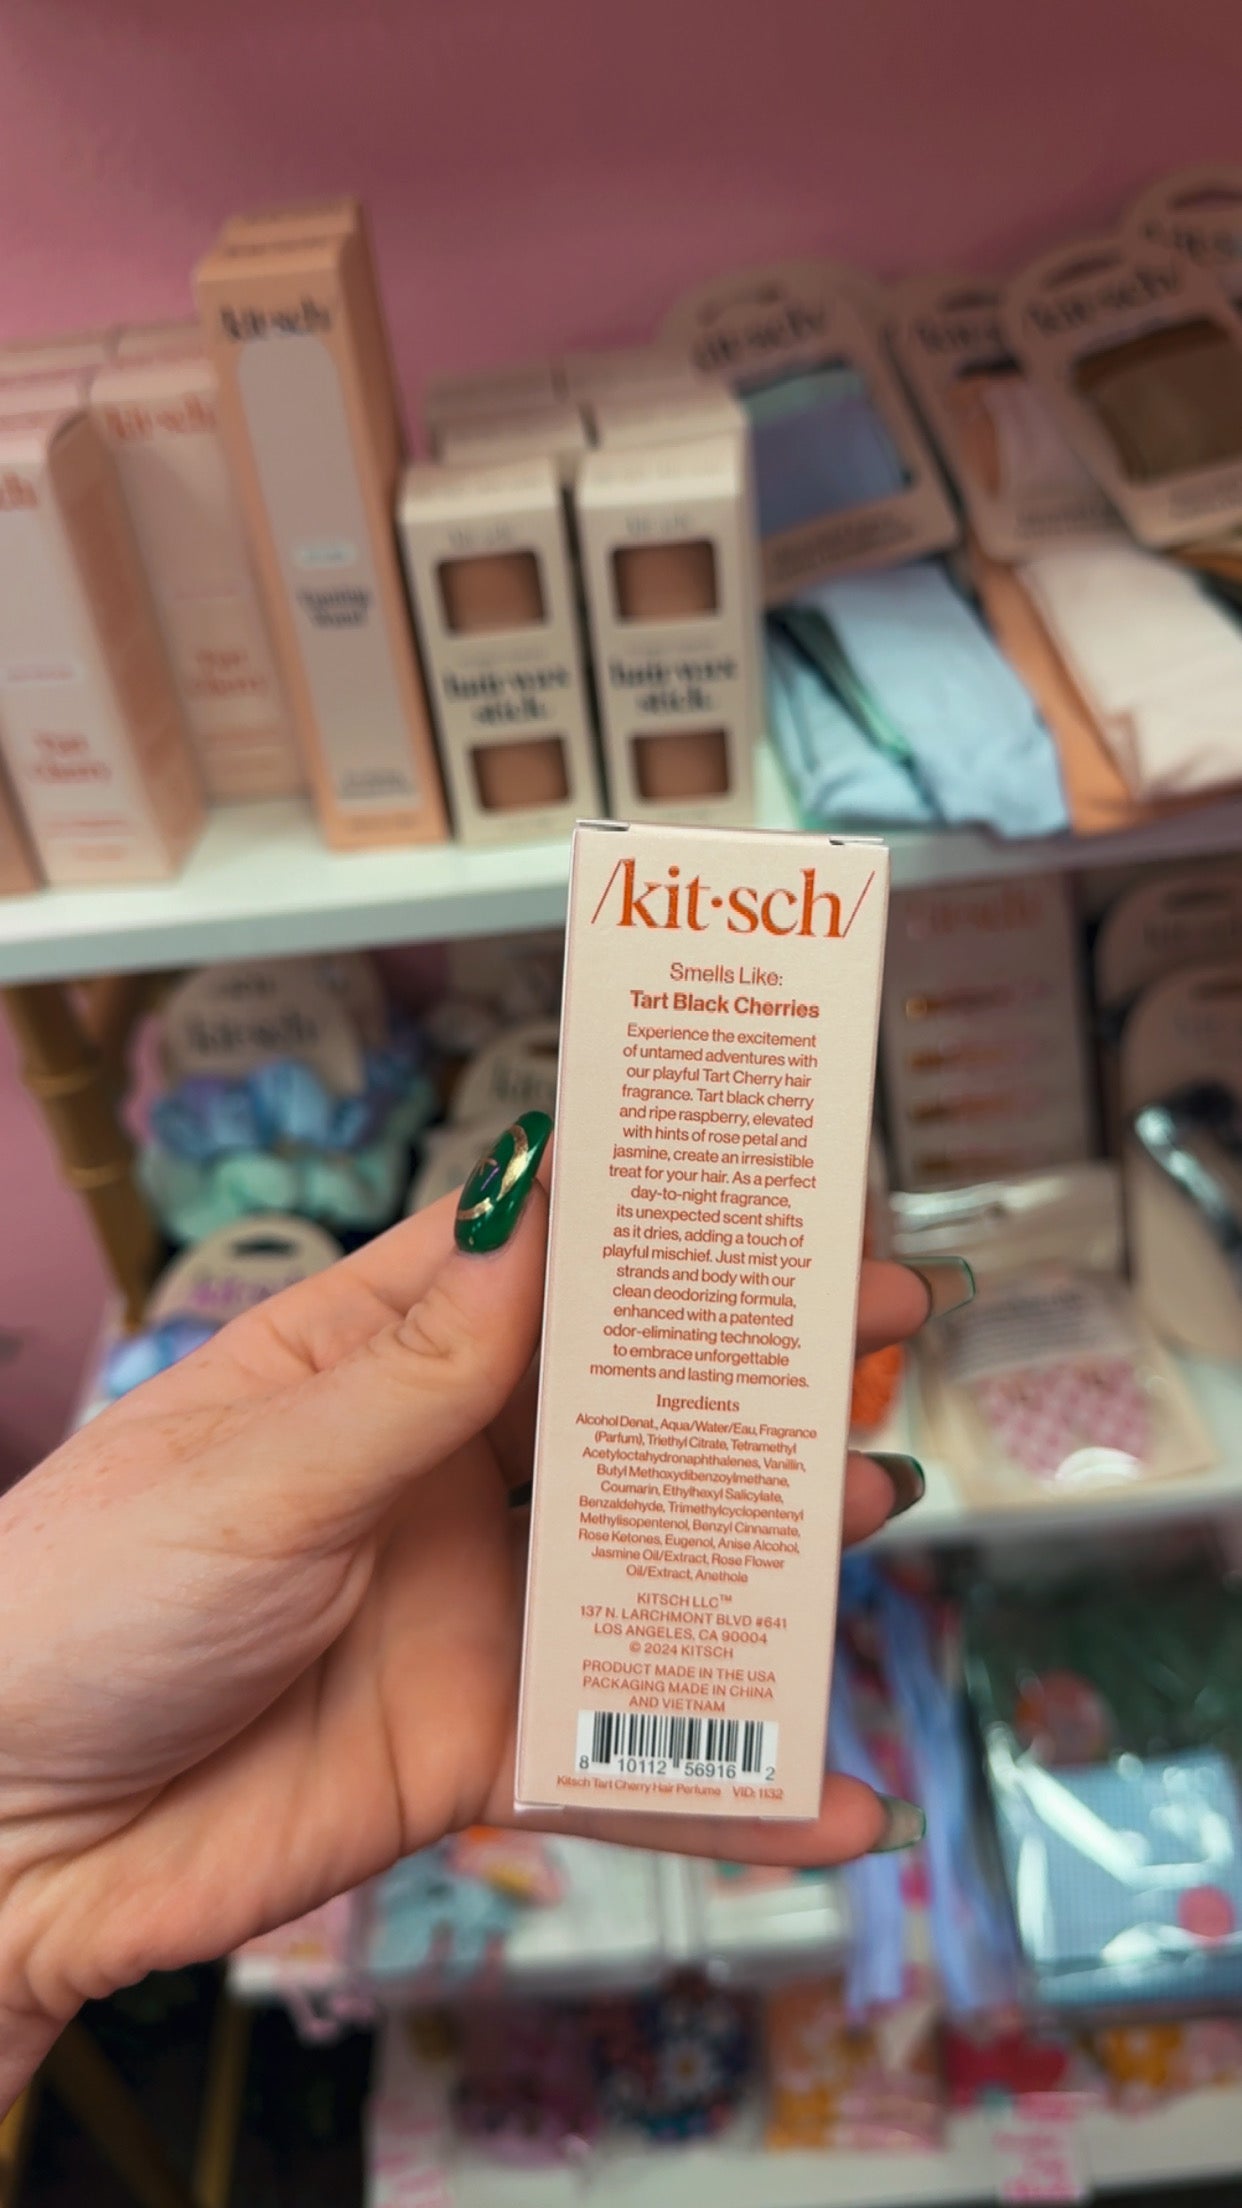 /kit·sch/
hair wax
stick.
hair wax
stick.
Tart
Cherry
Tart
Cherry
/kit·sch/
Smells Like:
Tart Black Cherries
Experience the excitement
of untamed adventures with
our playful Tart Cherry hair
fragrance. Tart black cherry
and ripe raspberry, elevated
with hints of rose petal and
jasmine, create an irresistible
treat for your hair. As a perfect
day-to-night fragrance,
its unexpected scent shifts
as it dries, adding a touch of
playful mischief. Just mist your
strands and body with our
clean deodorizing formula,
enhanced with a patented
odor-eliminating technology,
to embrace unforgettable
moments and lasting memories.
Ingredients
Alcohol Denat., Aqua/Water/Eau, Fragrance
(Parfum), Triethyl Citrate, Tetramethyl
Acetyloctahydronaphthalenes, Vanillin,
Butyl Methoxydibenzoylmethane,
Coumarin, Ethylhexyl Salicylate,
Benzaldehyde, Trimethylcyclopentenyl
Methylisopentenol, Benzyl Cinnamate,
Rose Ketones, Eugenol, Anise Alcohol,
Jasmine Oil/Extract, Rose Flower
Oil/Extract, Anethole
KITSCH LLC™
137 N. LARCHMONT BLVD #641
LOS ANGELES, CA 90004
© 2024 KITSCH
PRODUCT MADE IN THE USA
PACKAGING MADE IN CHINA
AND VIETNAM
8 10112 56916 2
Kitsch Tart Cherry Hair Perfume VID: 1132